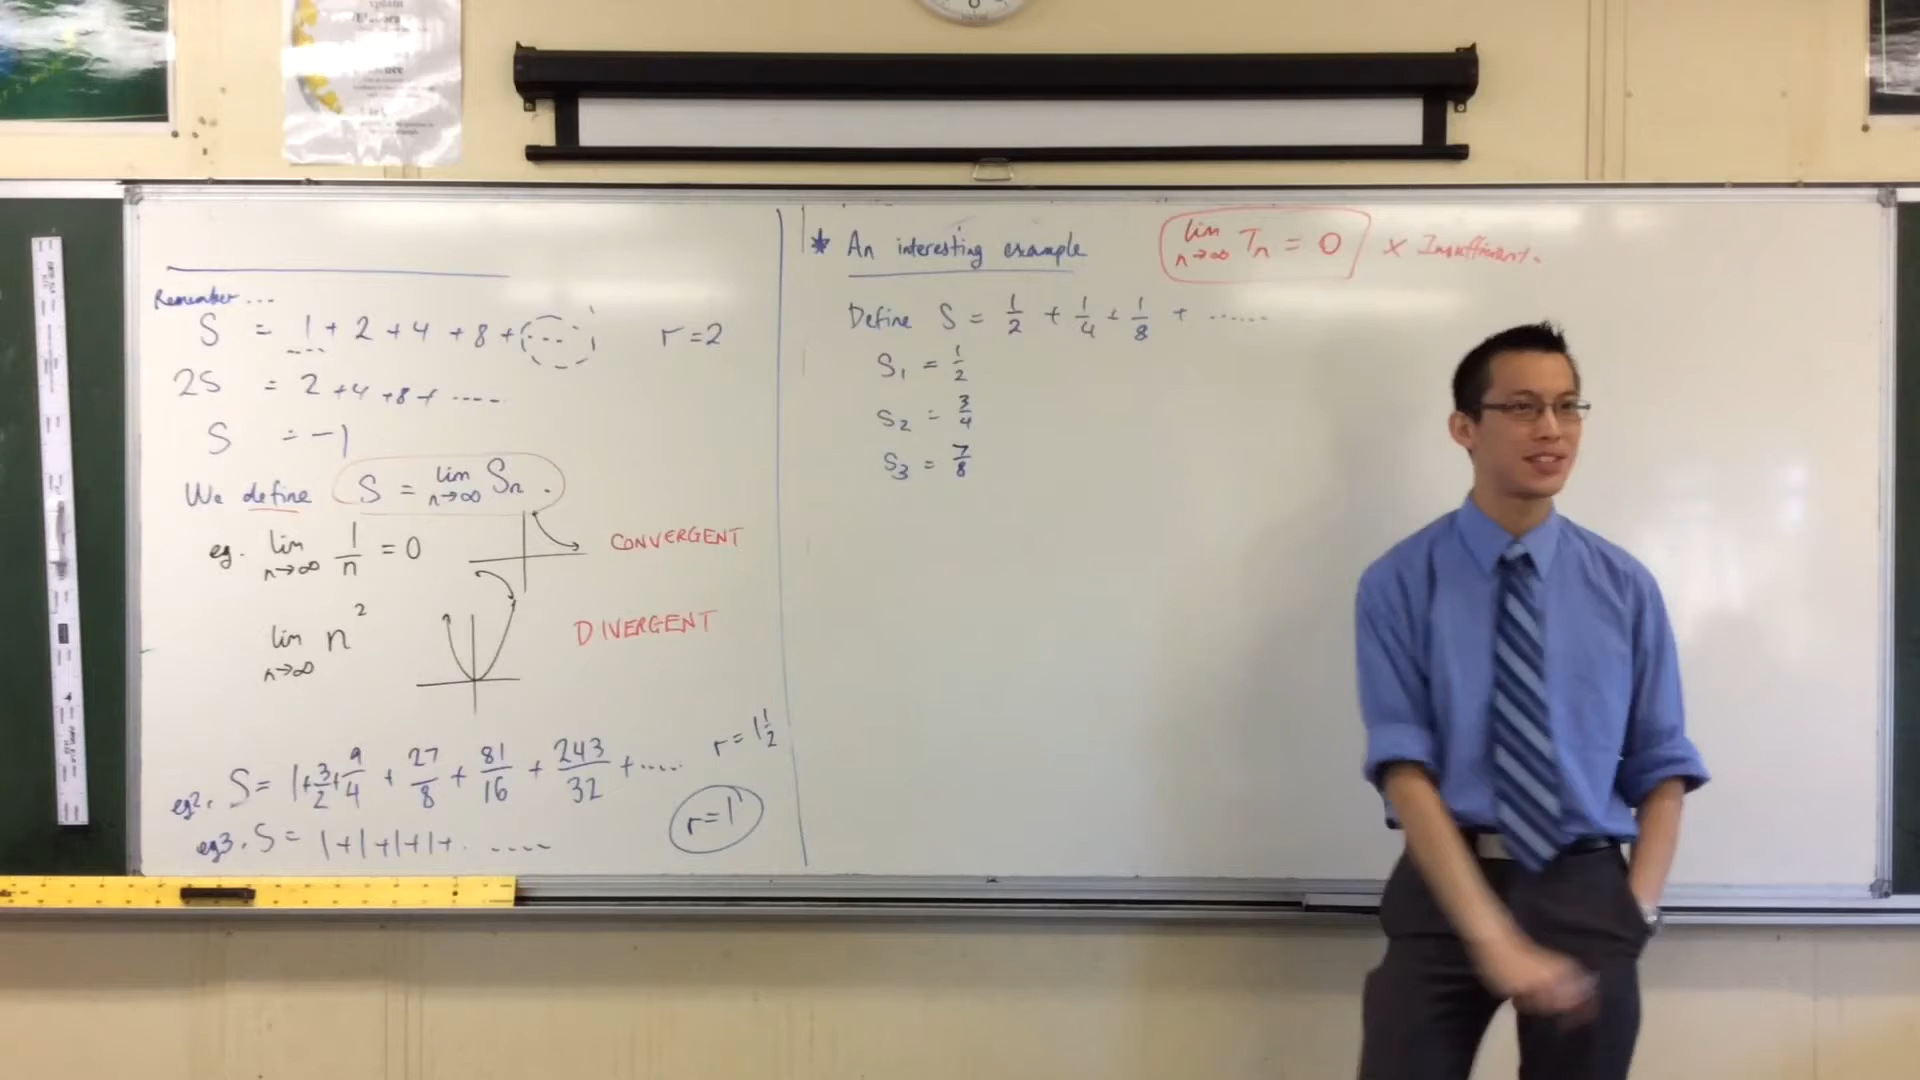 Remember ...
S = 1 + 2 + 4 + 8 + ... r = 2
2S = 2 + 4 + 8 + .....
S = -1
We define S = lim n→∞ Sn .
eg. lim n→∞ 1/n = 0
CONVERGENT
lim n→∞ n²
DIVERGENT
eg2. S = 1 + 3/2 + 9/4 + 27/8 + 81/16 + 243/32 + ..... r = 1 1/2
eg3. S = 1+1+1+1+ ..... r = 1
* An interesting example
lim n→∞ Tn = 0 × Insufficient.
Define S = 1/2 + 1/4 + 1/8 + ......
S₁ = 1/2
S₂ = 3/4
S₃ = 7/8